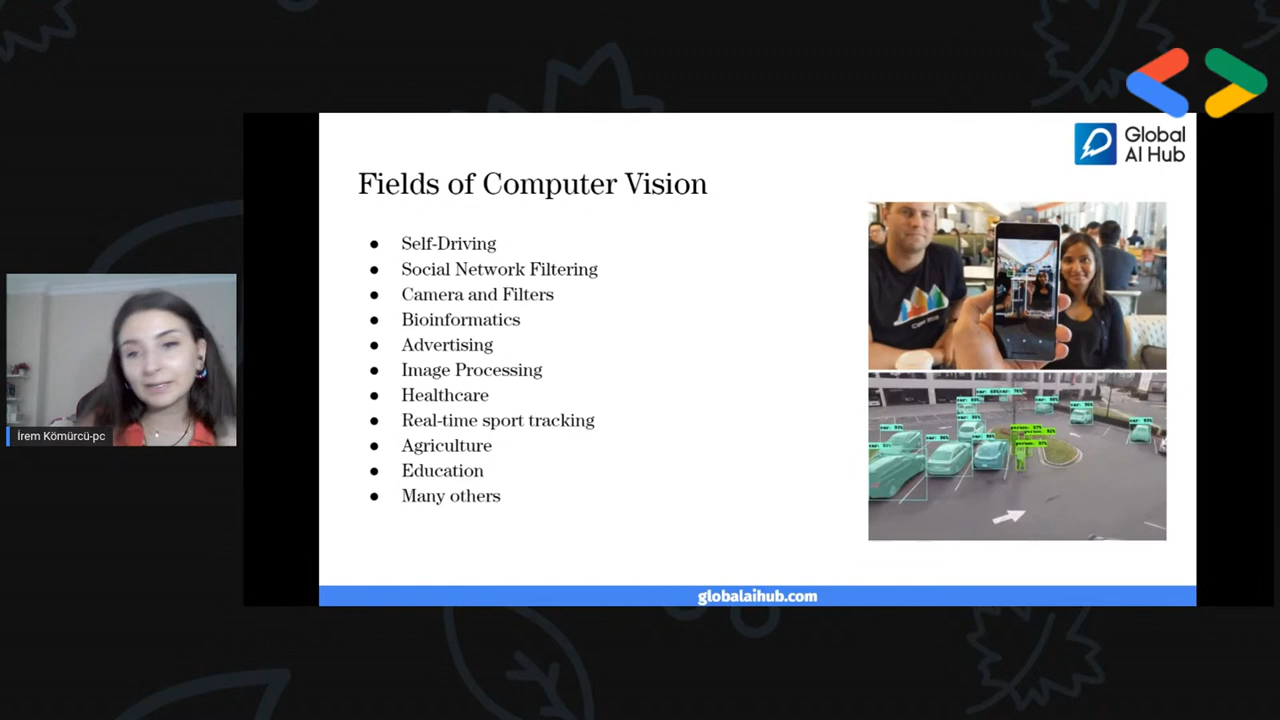 Global
AI Hub
Fields of Computer Vision
● Self-Driving
● Social Network Filtering
● Camera and Filters
● Bioinformatics
● Advertising
● Image Processing
● Healthcare
● Real-time sport tracking
● Agriculture
● Education
● Many others
İrem Kömürcü-pc
globalaihub.com